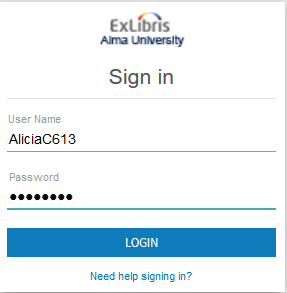 ExLibris
Alma University
Sign in
User Name
AliciaC613
Password
●●●●●●●●
LOGIN
Need help signing in?